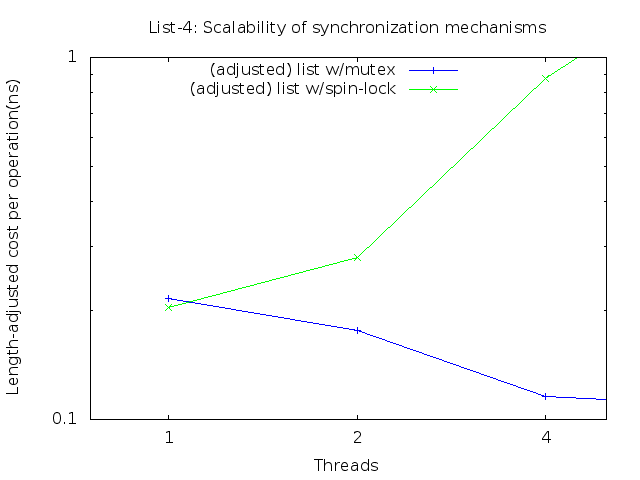 List-4: Scalability of synchronization mechanisms
1
(adjusted) list w/mutex
(adjusted) list w/spin-lock
Length-adjusted cost per operation(ns)
0.1
1 2 4
Threads